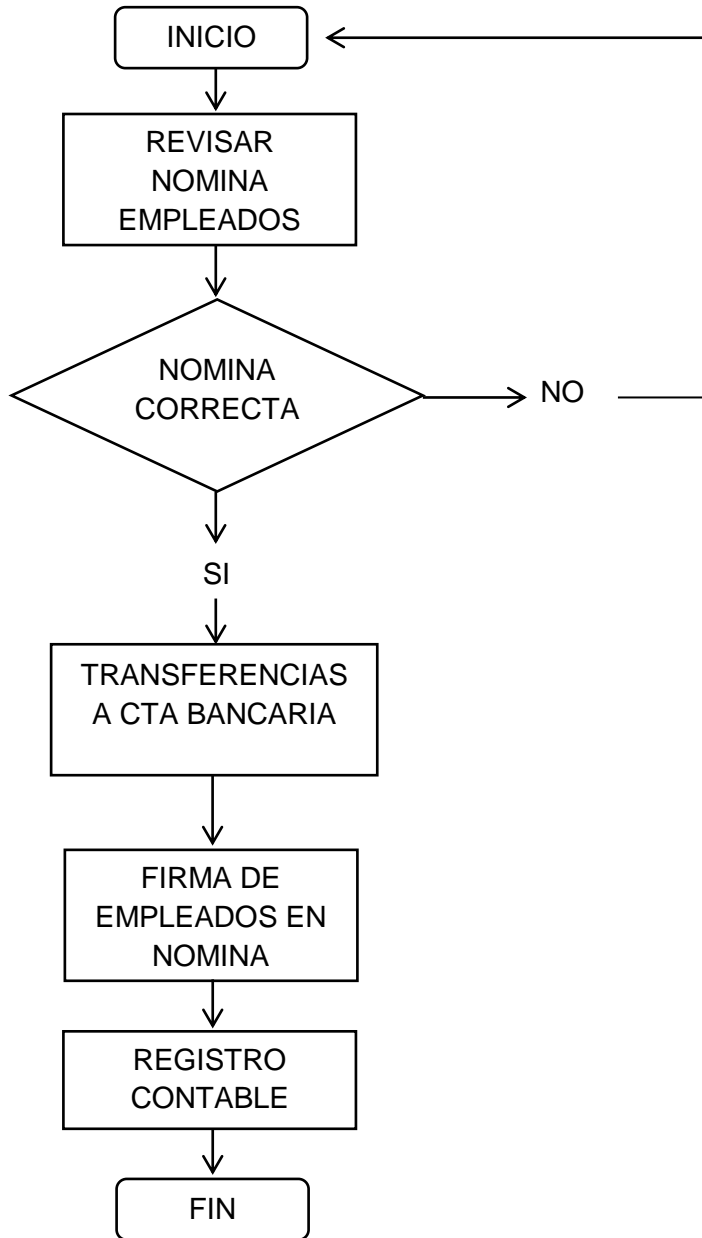 INICIO
REVISAR
NOMINA
EMPLEADOS
NOMINA
CORRECTA
NO
SI
TRANSFERENCIAS
A CTA BANCARIA
FIRMA DE
EMPLEADOS EN
NOMINA
REGISTRO
CONTABLE
FIN